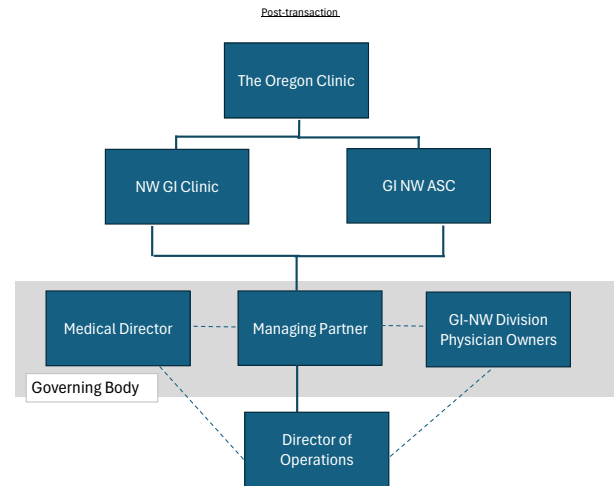 Post-transaction
The Oregon Clinic
NW GI Clinic
GI NW ASC
Medical Director
Managing Partner
GI-NW Division
Physician Owners
Governing Body
Director of
Operations